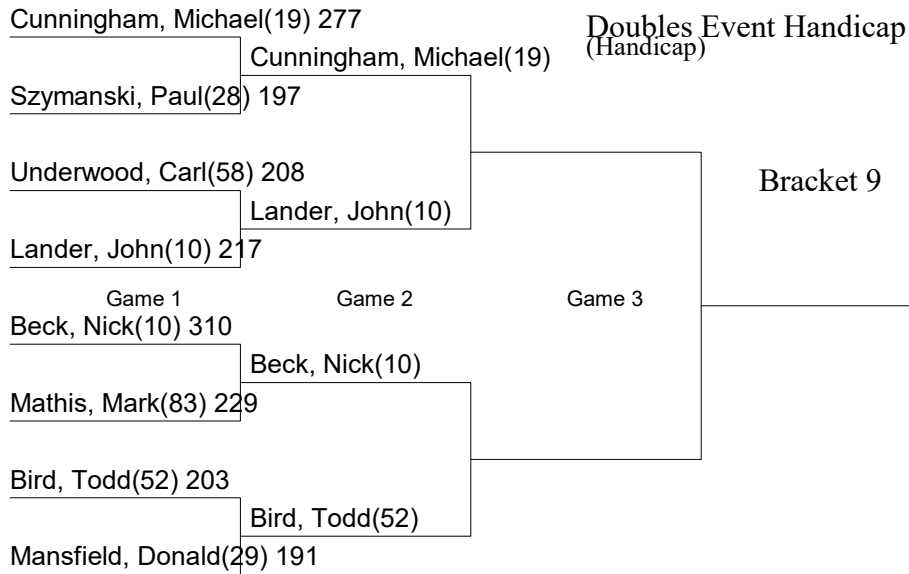 Cunningham, Michael(19) 277
Doubles Event Handicap
(Handicap)
Cunningham, Michael(19)
Szymanski, Paul(28) 197
Underwood, Carl(58) 208
Bracket 9
Lander, John(10)
Lander, John(10) 217
Game 1
Game 2
Game 3
Beck, Nick(10) 310
Beck, Nick(10)
Mathis, Mark(83) 229
Bird, Todd(52) 203
Bird, Todd(52)
Mansfield, Donald(29) 191